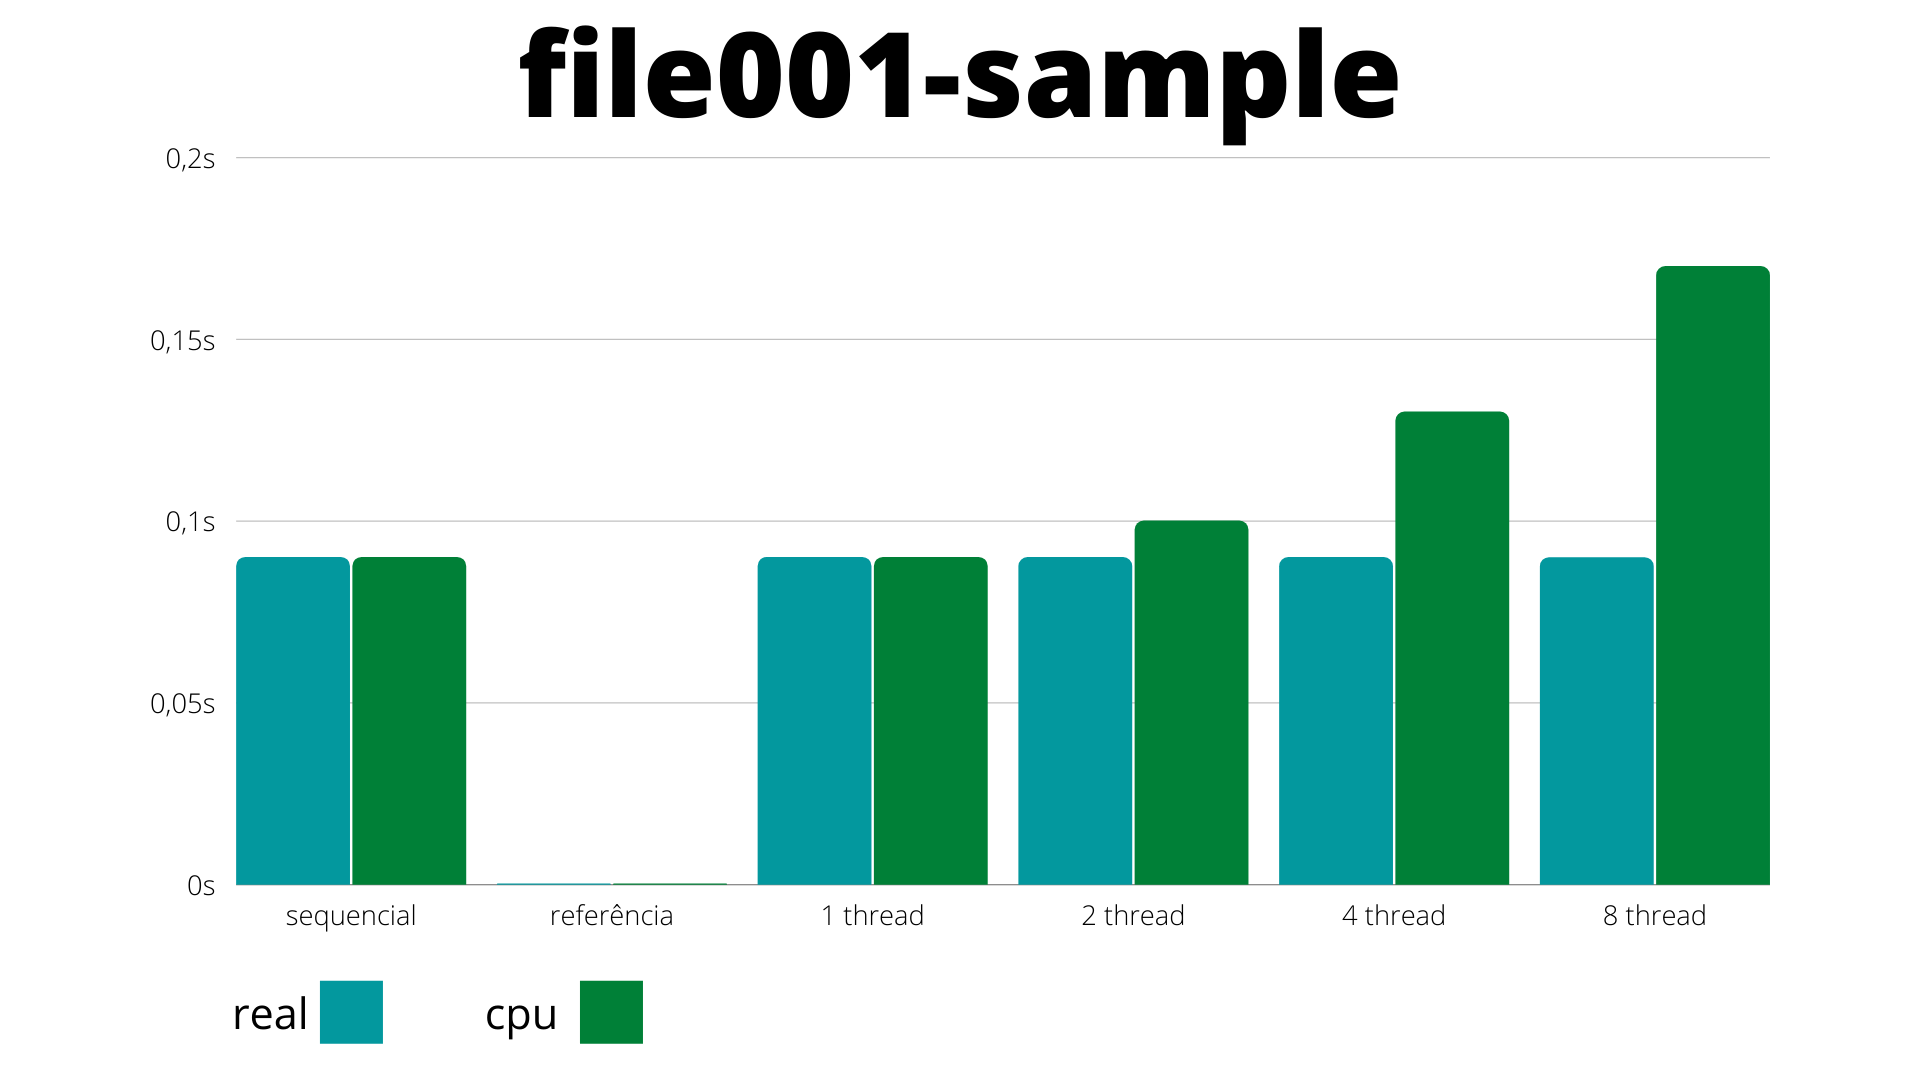 file001-sample
0,2s
0,15s
0,1s
0,05s
0s
sequencial referência 1 thread 2 thread 4 thread 8 thread
real cpu